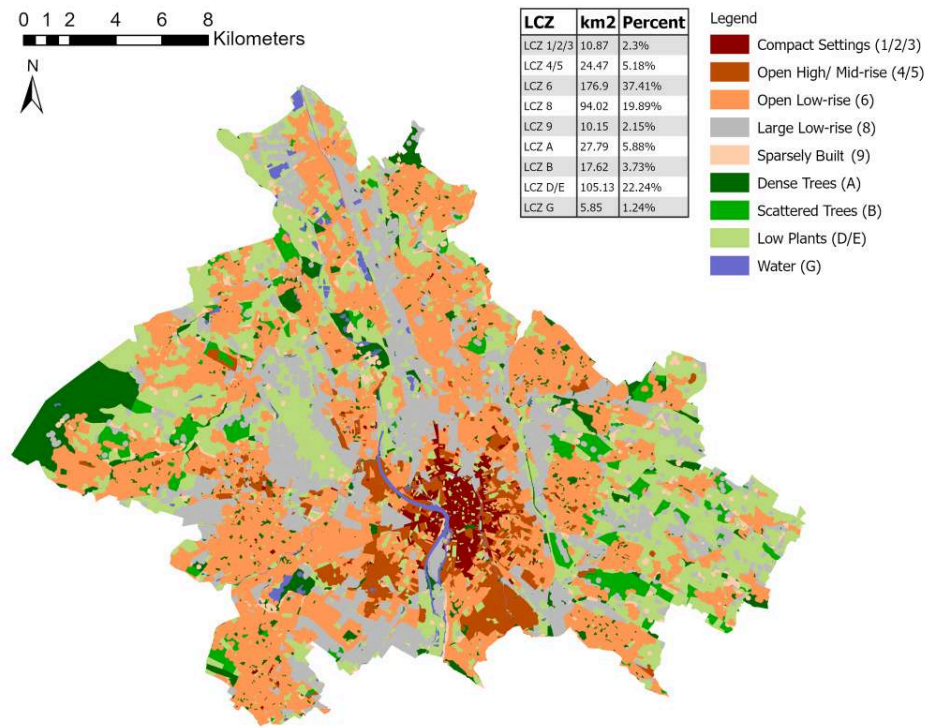 0 1 2 4 6 8
Kilometers
N
LCZ km2 Percent
LCZ 1/2/3 10.87 2.3%
LCZ 4/5 24.47 5.18%
LCZ 6 176.9 37.41%
LCZ 8 94.02 19.89%
LCZ 9 10.15 2.15%
LCZ A 27.79 5.88%
LCZ B 17.62 3.73%
LCZ D/E 105.13 22.24%
LCZ G 5.85 1.24%
Legend
Compact Settings (1/2/3)
Open High/ Mid-rise (4/5)
Open Low-rise (6)
Large Low-rise (8)
Sparsely Built (9)
Dense Trees (A)
Scattered Trees (B)
Low Plants (D/E)
Water (G)